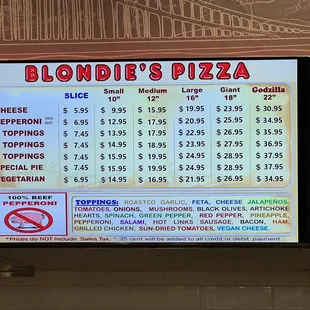 BLONDIE'S PIZZA
SLICE Small 10" Medium 12" Large 16" Giant 18" Godzilla 22"
CHEESE $ 5.95 $ 9.95 $ 15.95 $ 19.95 $ 23.95 $ 30.95
PEPPERONI 100% BEEF $ 6.95 $ 12.95 $ 17.95 $ 20.95 $ 25.95 $ 34.95
TOPPINGS $ 7.45 $ 13.95 $ 17.95 $ 22.95 $ 26.95 $ 35.95
TOPPINGS $ 7.45 $ 14.95 $ 18.95 $ 23.95 $ 27.95 $ 36.95
TOPPINGS $ 7.45 $ 15.95 $ 19.95 $ 24.95 $ 28.95 $ 37.95
SPECIAL PIE $ 7.45 $ 15.95 $ 19.95 $ 24.95 $ 28.95 $ 37.95
VEGETARIAN $ 6.95 $ 14.95 $ 16.95 $ 21.95 $ 26.95 $ 34.95
100% BEEF
PEPPERONI
TOPPINGS: ROASTED GARLIC, FETA, CHEESE, JALAPEÑOS,
TOMATOES, ONIONS, MUSHROOMS, BLACK OLIVES, ARTICHOKE
HEARTS, SPINACH, GREEN PEPPER, RED PEPPER, PINEAPPLE,
PEPPERONI, SALAMI, HOT LINKS SAUSAGE, BACON, HAM,
GRILLED CHICKEN, SUN-DRIED TOMATOES, VEGAN CHEESE
*Prices do NOT Include Sales Tax. * 35 cent will be added to all credit or debit payment